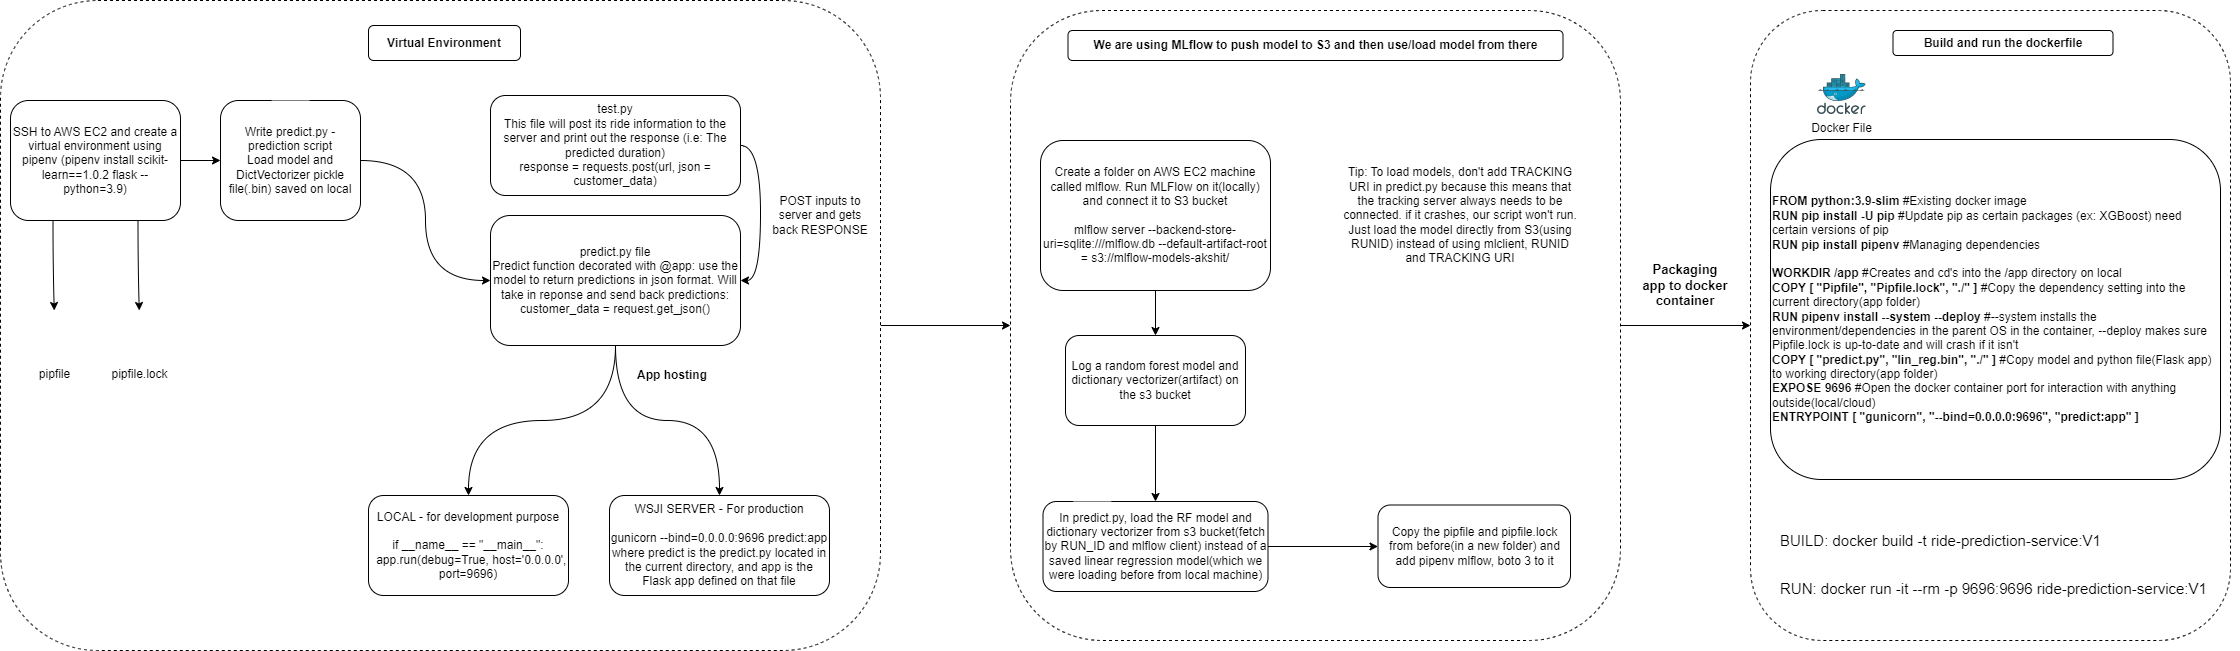 Virtual Environment
SSH to AWS EC2 and create a
virtual environment using
pipenv (pipenv install scikit-
learn==1.0.2 flask --
python=3.9)
pipfile
pipfile.lock
Write predict.py -
prediction script
Load model and
DictVectorizer pickle
file(.bin) saved on local
test.py
This file will post its ride information to the
server and print out the response (i.e: The
predicted duration)
response = requests.post(url, json =
customer_data)
POST inputs to
server and gets
back RESPONSE
predict.py file
Predict function decorated with @app: use the
model to return predictions in json format. Will
take in reponse and send back predictions:
customer_data = request.get_json()
App hosting
LOCAL - for development purpose
if __name__ == "__main__":
app.run(debug=True, host='0.0.0.0',
port=9696)
WSJI SERVER - For production
gunicorn --bind=0.0.0.0:9696 predict:app
where predict is the predict.py located in
the current directory, and app is the
Flask app defined on that file
We are using MLflow to push model to S3 and then use/load model from there
Create a folder on AWS EC2 machine
called mlflow. Run MLFlow on it(locally)
and connect it to S3 bucket
mlflow server --backend-store-
uri=sqlite:///mlflow.db --default-artifact-root
= s3://mlflow-models-akshit/
Tip: To load models, don't add TRACKING
URI in predict.py because this means that
the tracking server always needs to be
connected. if it crashes, our script won't run.
Just load the model directly from S3(using
RUNID) instead of using mlclient, RUNID
and TRACKING URI
Log a random forest model and
dictionary vectorizer(artifact) on
the s3 bucket
In predict.py, load the RF model and
dictionary vectorizer from s3 bucket(fetch
by RUN_ID and mlflow client) instead of a
saved linear regression model(which we
were loading before from local machine)
Copy the pipfile and pipfile.lock
from before(in a new folder) and
add pipenv mlflow, boto 3 to it
Packaging
app to docker
container
Build and run the dockerfile
docker
Docker File
FROM python:3.9-slim #Existing docker image
RUN pip install -U pip #Update pip as certain packages (ex: XGBoost) need
certain versions of pip
RUN pip install pipenv #Managing dependencies
WORKDIR /app #Creates and cd's into the /app directory on local
COPY [ "Pipfile", "Pipfile.lock", "./" ] #Copy the dependency setting into the
current directory(app folder)
RUN pipenv install --system --deploy #--system installs the
environment/dependencies in the parent OS in the container, --deploy makes sure
Pipfile.lock is up-to-date and will crash if it isn't
COPY [ "predict.py", "lin_reg.bin", "./" ] #Copy model and python file(Flask app)
to working directory(app folder)
EXPOSE 9696 #Open the docker container port for interaction with anything
outside(local/cloud)
ENTRYPOINT [ "gunicorn", "--bind=0.0.0.0:9696", "predict:app" ]
BUILD: docker build -t ride-prediction-service:V1
RUN: docker run -it --rm -p 9696:9696 ride-prediction-service:V1